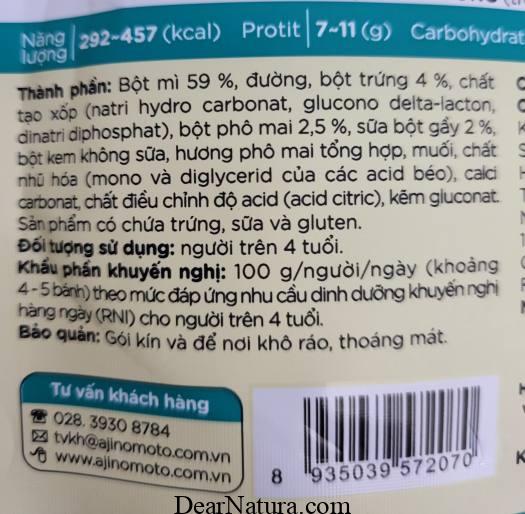 Năng lượng 292~457 (kcal) Protit 7~11 (g) Carbohydrat
Thành phần: Bột mì 59 %, đường, bột trứng 4 %, chất
tạo xốp (natri hydro carbonat, glucono delta-lacton,
dinatri diphosphat), bột phô mai 2,5 %, sữa bột gầy 2 %,
bột kem không sữa, hương phô mai tổng hợp, muối, chất
nhũ hóa (mono và diglycerid của các acid béo), calci
carbonat, chất điều chỉnh độ acid (acid citric), kẽm gluconat.
Sản phẩm có chứa trứng, sữa và gluten.
Đối tượng sử dụng: người trên 4 tuổi.
Khẩu phần khuyến nghị: 100 g/người/ngày (khoảng
4-5 bánh) theo mức đáp ứng nhu cầu dinh dưỡng khuyến nghị
hàng ngày (RNI) cho người trên 4 tuổi.
Bảo quản: Gói kín và để nơi khô ráo, thoáng mát.
Tư vấn khách hàng
028. 3930 8784
tvkh@ajinomoto.com.vn
www.ajinomoto.com.vn
8 935039 572070
DearNatura.com